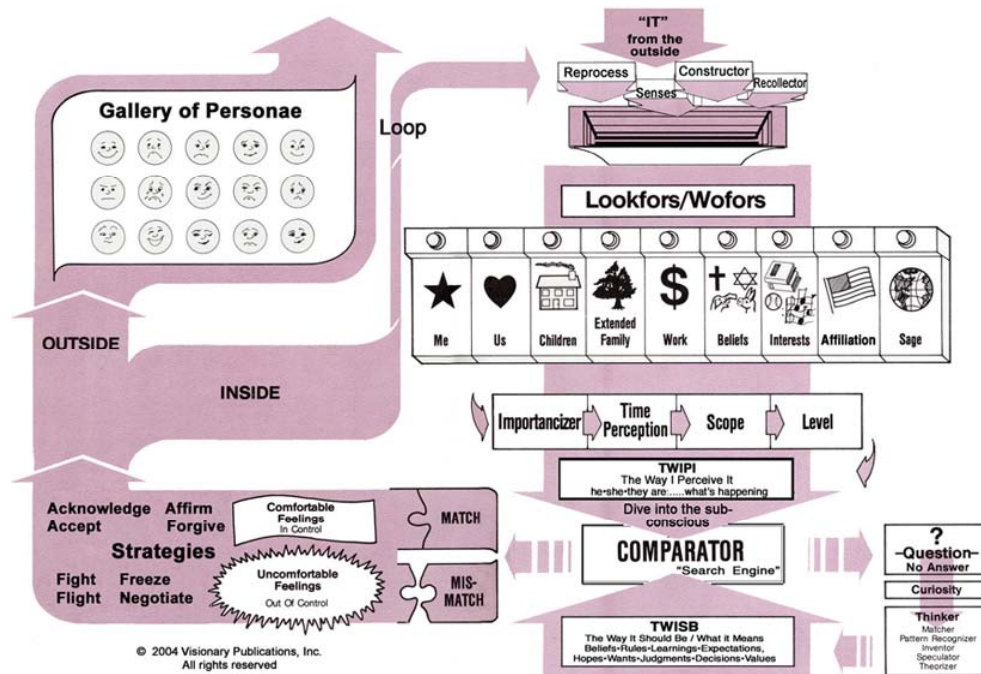 "IT"
from the
outside
Reprocess
Constructor
Senses
Recollector
Gallery of Personae
Loop
Lookfors/Wofors
Me
Us
Children
Extended
Family
Work
Beliefs
Interests
Affiliation
Sage
OUTSIDE
INSIDE
Importancizer
Time
Perception
Scope
Level
TWIPI
The Way I Perceive It
he•she•they are:.....what's happening
Dive into the sub-
conscious
COMPARATOR
"Search Engine"
?
–Question–
No Answer
Curiosity
Thinker
Matcher
Pattern Recognizer
Inventor
Speculator
Theorizer
TWISB
The Way It Should Be / What it Means
Beliefs•Rules•Learnings•Expectations,
Hopes•Wants•Judgments•Decisions•Values
MATCH
MIS-
MATCH
Comfortable
Feelings
In Control
Uncomfortable
Feelings
Out Of Control
Acknowledge Affirm
Accept Forgive
Strategies
Fight Freeze
Flight Negotiate
© 2004 Visionary Publications, Inc.
All rights reserved